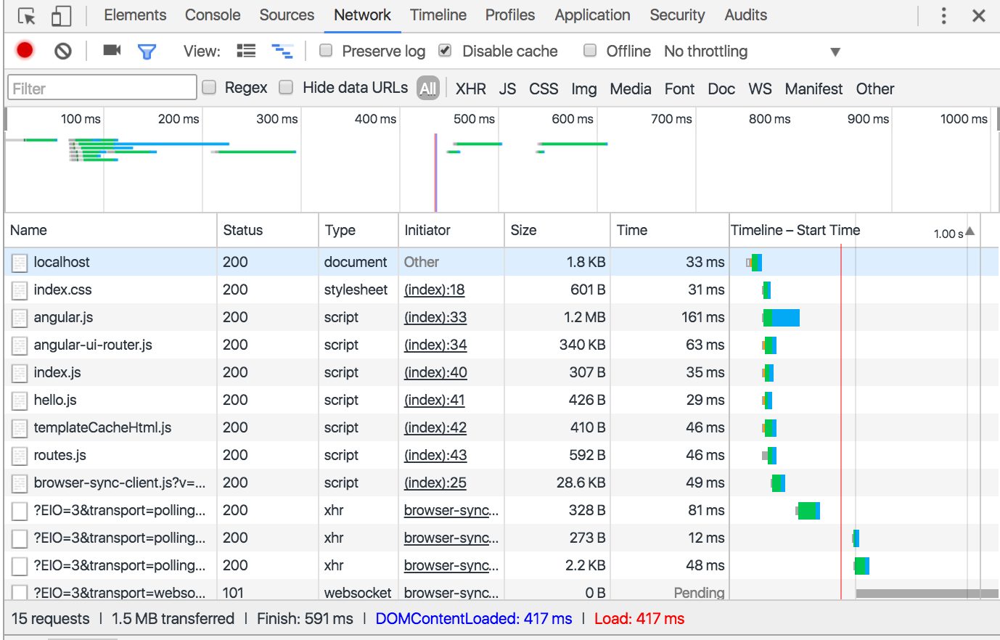 Elements Console Sources Network Timeline Profiles Application Security Audits
View: Preserve log Disable cache Offline No throttling
Filter Regex Hide data URLs All XHR JS CSS Img Media Font Doc WS Manifest Other
100 ms 200 ms 300 ms 400 ms 500 ms 600 ms 700 ms 800 ms 900 ms 1000 ms
Name Status Type Initiator Size Time Timeline – Start Time 1.00 s
localhost 200 document Other 1.8 KB 33 ms
index.css 200 stylesheet (index):18 601 B 31 ms
angular.js 200 script (index):33 1.2 MB 161 ms
angular-ui-router.js 200 script (index):34 340 KB 63 ms
index.js 200 script (index):40 307 B 35 ms
hello.js 200 script (index):41 426 B 29 ms
templateCacheHtml.js 200 script (index):42 410 B 46 ms
routes.js 200 script (index):43 592 B 46 ms
browser-sync-client.js?v=... 200 script (index):25 28.6 KB 49 ms
?EIO=3&transport=polling... 200 xhr browser-sync... 328 B 81 ms
?EIO=3&transport=polling... 200 xhr browser-sync... 273 B 12 ms
?EIO=3&transport=polling... 200 xhr browser-sync... 2.2 KB 48 ms
?EIO=3&transport=webso... 101 websocket browser-sync... 0 B Pending
15 requests | 1.5 MB transferred | Finish: 591 ms | DOMContentLoaded: 417 ms | Load: 417 ms